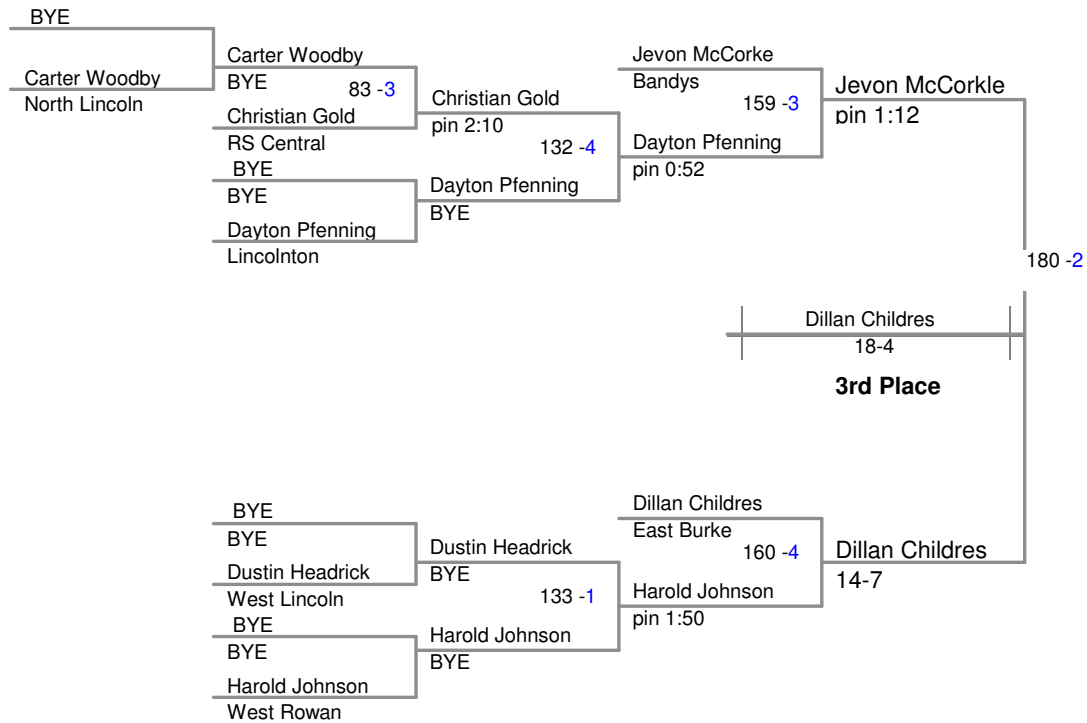 BYE
Carter Woodby
North Lincoln
Carter Woodby
BYE
83 -3
Christian Gold
RS Central
BYE
BYE
Dayton Pfenning
Lincolnton
Christian Gold
pin 2:10
132 -4
Dayton Pfenning
BYE
Jevon McCorke
Bandys
159 -3
Dayton Pfenning
pin 0:52
Jevon McCorkle
pin 1:12
180 -2
Dillan Childres
18-4
3rd Place
BYE
BYE
Dustin Headrick
West Lincoln
BYE
BYE
Harold Johnson
West Rowan
Dustin Headrick
BYE
133 -1
Harold Johnson
BYE
Dillan Childres
East Burke
160 -4
Harold Johnson
pin 1:50
Dillan Childres
14-7